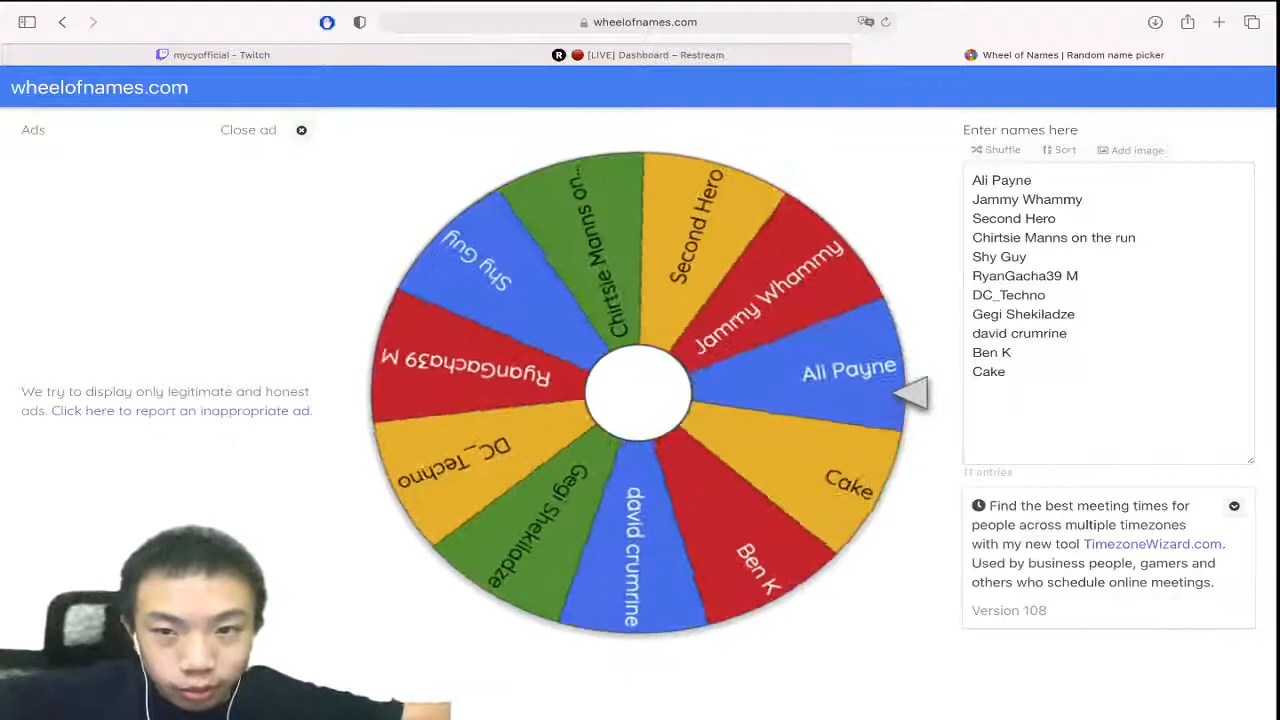 wheelofnames.com
mycyofficial – Twitch
R [LIVE] Dashboard – Restream
Wheel of Names | Random name picker
wheelofnames.com
Ads
Close ad
We try to display only legitimate and honest
ads. Click here to report an inappropriate ad.
Chirtsie Manns on...
Second Hero
Jammy Whammy
Ali Payne
Cake
Ben K
david crumrine
Gegi Shekiladze
DC_Techno
RyanGacha39 M
Shy Guy
Enter names here
Shuffle
Sort
Add image
Ali Payne
Jammy Whammy
Second Hero
Chirtsie Manns on the run
Shy Guy
RyanGacha39 M
DC_Techno
Gegi Shekiladze
david crumrine
Ben K
Cake
11 entries
Find the best meeting times for
people across multiple timezones
with my new tool TimezoneWizard.com.
Used by business people, gamers and
others who schedule online meetings.
Version 108